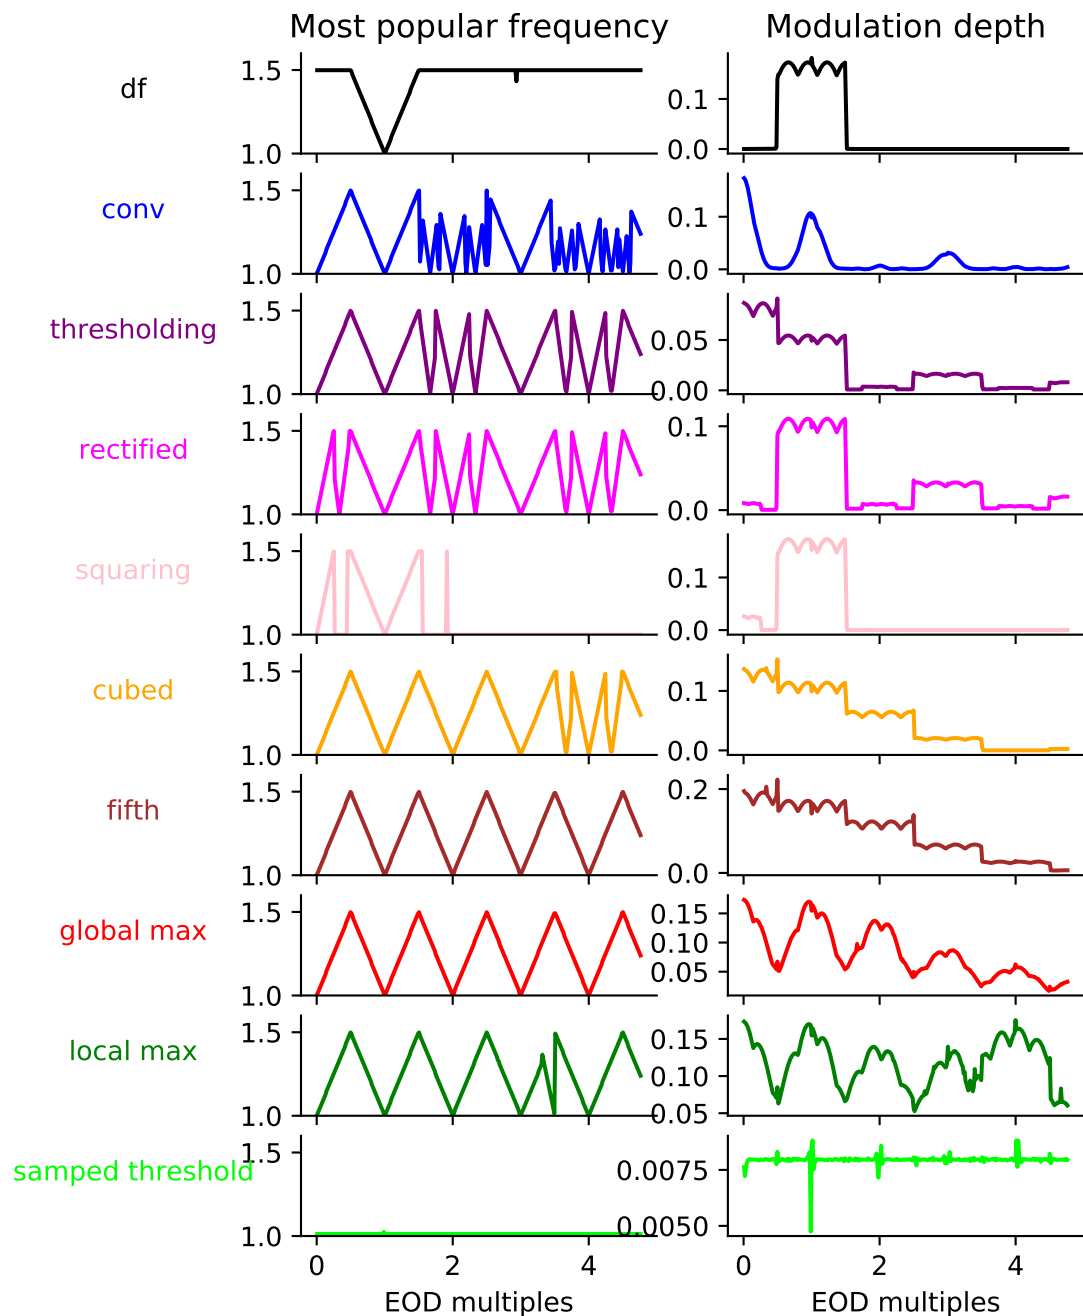 Most popular frequency Modulation depth
df 1.5 1.0 0.1 0.0
conv 1.5 1.0 0.1 0.0
thresholding 1.5 1.0 0.05 0.00
rectified 1.5 1.0 0.1 0.0
squaring 1.5 1.0 0.1 0.0
cubed 1.5 1.0 0.1 0.0
fifth 1.5 1.0 0.2 0.0
global max 1.5 1.0 0.15 0.10 0.05
local max 1.5 1.0 0.15 0.10 0.05
samped threshold 1.5 1.0 0.0075 0.0050
0 2 4 0 2 4
EOD multiples EOD multiples